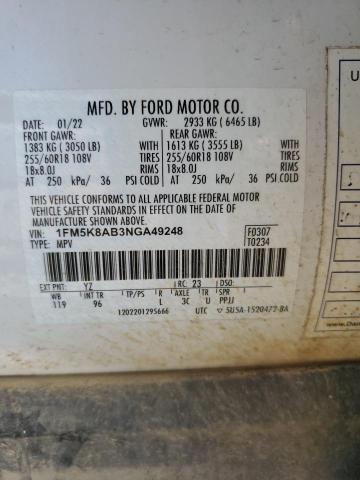 MFD. BY FORD MOTOR CO.
DATE: 01/22 GVWR: 2933 KG (6465 LB)
FRONT GAWR: REAR GAWR:
1383 KG (3050 LB) WITH 1613 KG (3555 LB) WITH
255/60R18 108V TIRES 255/60R18 108V TIRES
18x8.0J RIMS 18x8.0J RIMS
AT 250 kPa/ 36 PSI COLD AT 250 kPa/ 36 PSI COLD
THIS VEHICLE CONFORMS TO ALL APPLICABLE FEDERAL MOTOR
VEHICLE SAFETY AND THEFT PREVENTION STANDARDS IN EFFECT ON THE DATE
OF MANUFACTURE SHOWN ABOVE.
VIN: 1FM5K8AB3NGA49248 F0307
TYPE: MPV T0234
EXT PNT: YZ RC: 23 DSO:
WB INT TR R AXLE TR SPR
119 96 L 3C U PPJJ
1202201295666 UTC ▽ 5U5A-1520472-BA
U
www.